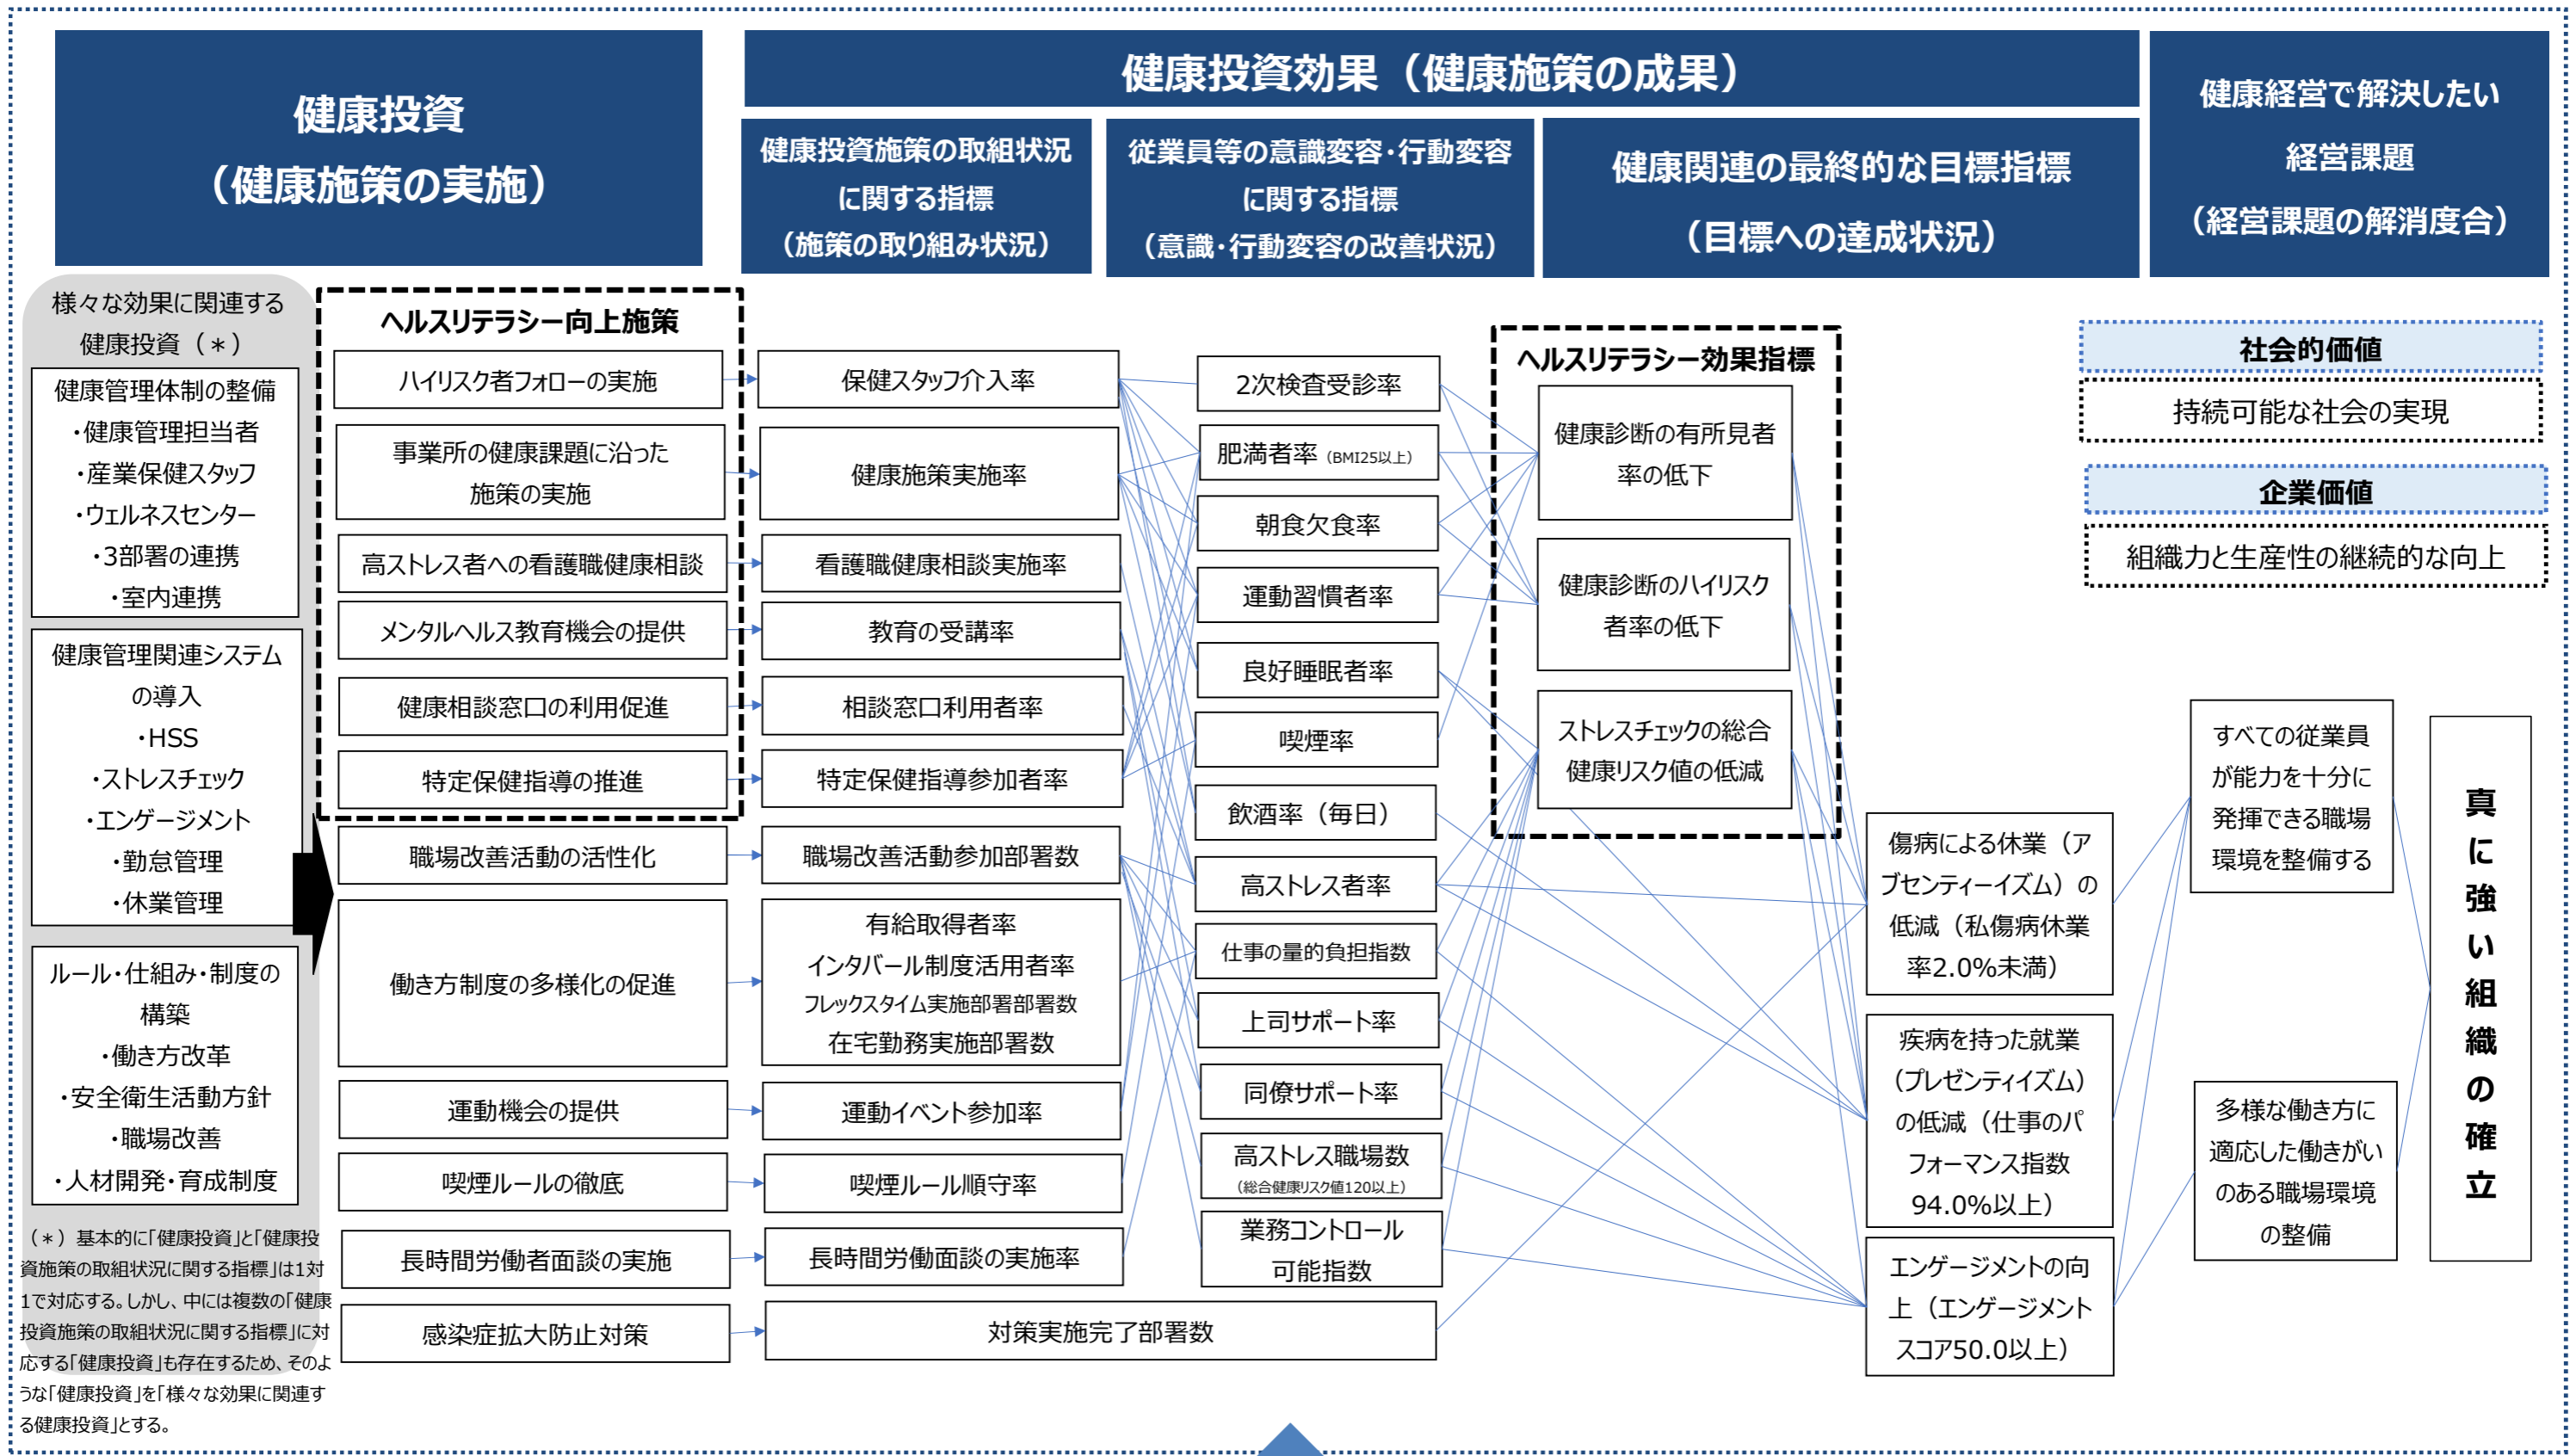 健康投資
（健康施策の実施）
健康投資効果（健康施策の成果）
健康投資施策の取組状況
に関する指標
（施策の取り組み状況）
従業員等の意識変容・行動変容
に関する指標
（意識・行動変容の改善状況）
健康関連の最終的な目標指標
（目標への達成状況）
健康経営で解決したい
経営課題
（経営課題の解消度合）
様々な効果に関連する
健康投資（＊）
健康管理体制の整備
・健康管理担当者
・産業保健スタッフ
・ウェルネスセンター
・3部署の連携
・室内連携
健康管理関連システム
の導入
・HSS
・ストレスチェック
・エンゲージメント
・勤怠管理
・休業管理
ルール・仕組み・制度の
構築
・働き方改革
・安全衛生活動方針
・職場改善
・人材開発・育成制度
（＊）基本的に「健康投資」と「健康投
資施策の取組状況に関する指標」は1対
1で対応する。しかし、中には複数の「健康
投資施策の取組状況に関する指標」に対
応する「健康投資」も存在するため、そのよ
うな「健康投資」を「様々な効果に関連す
る健康投資」とする。
ヘルスリテラシー向上施策
ハイリスク者フォローの実施
事業所の健康課題に沿った
施策の実施
高ストレス者への看護職健康相談
メンタルヘルス教育機会の提供
健康相談窓口の利用促進
特定保健指導の推進
職場改善活動の活性化
働き方制度の多様化の促進
運動機会の提供
喫煙ルールの徹底
長時間労働者面談の実施
感染症拡大防止対策
保健スタッフ介入率
健康施策実施率
看護職健康相談実施率
教育の受講率
相談窓口利用者率
特定保健指導参加者率
職場改善活動参加部署数
有給取得者率
インタバール制度活用者率
フレックスタイム実施部署部署数
在宅勤務実施部署数
運動イベント参加率
喫煙ルール順守率
長時間労働面談の実施率
対策実施完了部署数
2次検査受診率
肥満者率（BMI25以上）
朝食欠食率
運動習慣者率
良好睡眠者率
喫煙率
飲酒率（毎日）
高ストレス者率
仕事の量的負担指数
上司サポート率
同僚サポート率
高ストレス職場数
（総合健康リスク値120以上）
業務コントロール
可能指数
ヘルスリテラシー効果指標
健康診断の有所見者
率の低下
健康診断のハイリスク
者率の低下
ストレスチェックの総合
健康リスク値の低減
傷病による休業（ア
ブセンティーイズム）の
低減（私傷病休業
率2.0%未満）
疾病を持った就業
（プレゼンティイズム）
の低減（仕事のパ
フォーマンス指数
94.0%以上）
エンゲージメントの向
上（エンゲージメント
スコア50.0以上）
社会的価値
持続可能な社会の実現
企業価値
組織力と生産性の継続的な向上
すべての従業員
が能力を十分に
発揮できる職場
環境を整備する
多様な働き方に
適応した働きがい
のある職場環境
の整備
真に強い組織の確立